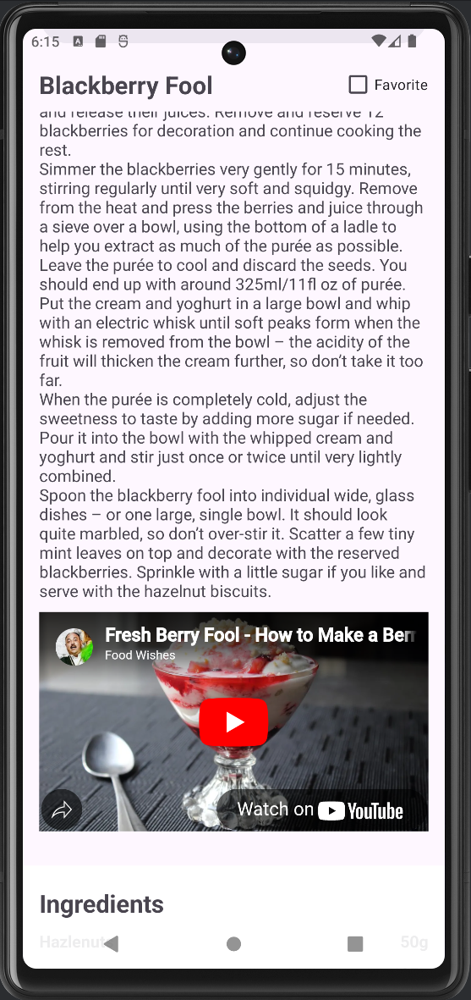 6:15
Blackberry Fool
Favorite
and release their juices. Remove and reserve 12
blackberries for decoration and continue cooking the
rest.
Simmer the blackberries very gently for 15 minutes,
stirring regularly until very soft and squidgy. Remove
from the heat and press the berries and juice through
a sieve over a bowl, using the bottom of a ladle to
help you extract as much of the purée as possible.
Leave the purée to cool and discard the seeds. You
should end up with around 325ml/11fl oz of purée.
Put the cream and yoghurt in a large bowl and whip
with an electric whisk until soft peaks form when the
whisk is removed from the bowl – the acidity of the
fruit will thicken the cream further, so don’t take it too
far.
When the purée is completely cold, adjust the
sweetness to taste by adding more sugar if needed.
Pour it into the bowl with the whipped cream and
yoghurt and stir just once or twice until very lightly
combined.
Spoon the blackberry fool into individual wide, glass
dishes – or one large, single bowl. It should look
quite marbled, so don’t over-stir it. Scatter a few tiny
mint leaves on top and decorate with the reserved
blackberries. Sprinkle with a little sugar if you like and
serve with the hazelnut biscuits.
Fresh Berry Fool - How to Make a Berr
Food Wishes
Watch on YouTube
Ingredients
Hazlenut 50g